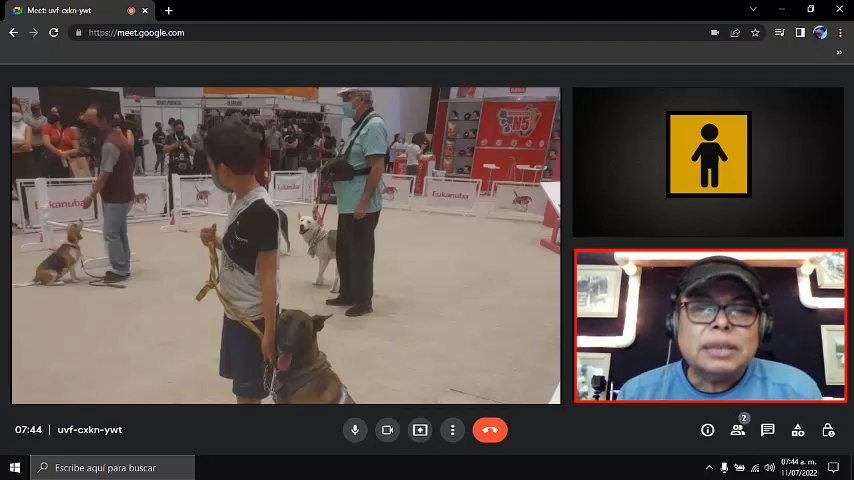 Meet: uvf-cxkn-ywt
https://meet.google.com
N5
Eukanuba
Eukanuba
Eukanuba
07:44 | uvf-cxkn-ywt
2
Escribe aquí para buscar
07:44 a. m.
11/07/2022